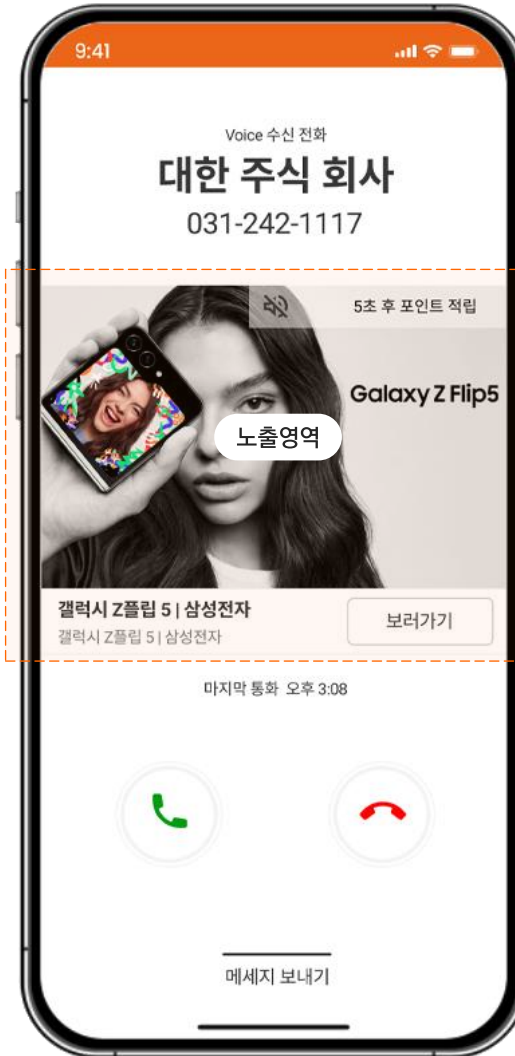 9:41
Voice 수신 전화
대한 주식 회사
031-242-1117
5초 후 포인트 적립
Galaxy Z Flip5
노출영역
갤럭시 Z플립 5 | 삼성전자
갤럭시 Z플립 5 | 삼성전자
보러가기
마지막 통화 오후 3:08
메세지 보내기